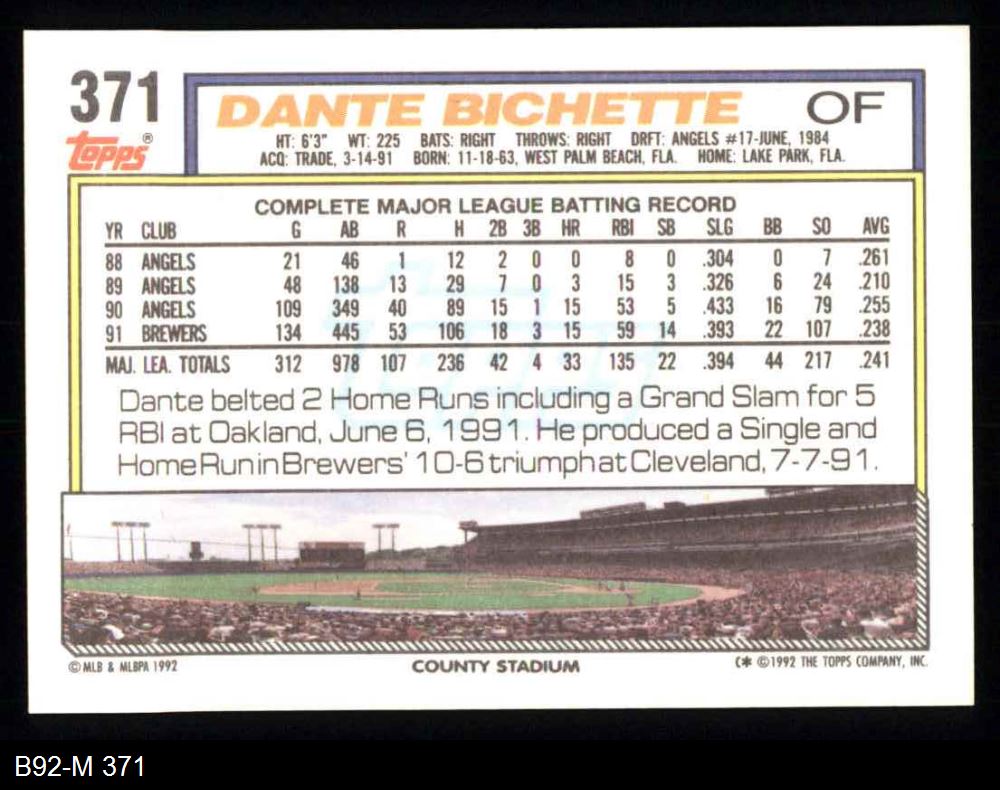 371
Topps®
DANTE BICHETTE OF
HT: 6'3" WT: 225 BATS: RIGHT THROWS: RIGHT DRFT: ANGELS #17-JUNE, 1984
ACQ: TRADE, 3-14-91 BORN: 11-18-63, WEST PALM BEACH, FLA. HOME: LAKE PARK, FLA.
COMPLETE MAJOR LEAGUE BATTING RECORD
YR CLUB G AB R H 2B 3B HR RBI SB SLG BB SO AVG
88 ANGELS 21 46 1 12 2 0 0 8 0 .304 0 7 .261
89 ANGELS 48 138 13 29 7 0 3 15 3 .326 6 24 .210
90 ANGELS 109 349 40 89 15 1 15 53 5 .433 16 79 .255
91 BREWERS 134 445 53 106 18 3 15 59 14 .393 22 107 .238
MAJ. LEA. TOTALS 312 978 107 236 42 4 33 135 22 .394 44 217 .241
Dante belted 2 Home Runs including a Grand Slam for 5
RBI at Oakland, June 6, 1991. He produced a Single and
Home Run in Brewers' 10-6 triumph at Cleveland, 7-7-91.
© MLB & MLBPA 1992
COUNTY STADIUM
(* © 1992 THE TOPPS COMPANY, INC.
B92-M 371